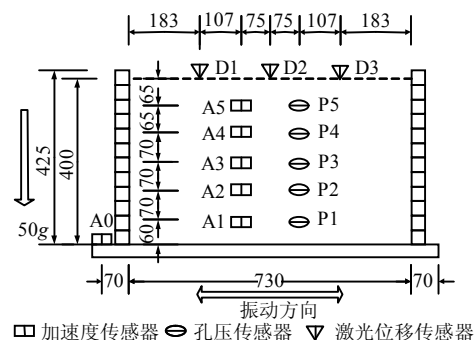 183 107 75 75 107 183
D1 D2 D3
65
A5 P5
65
A4 P4
70
A3 P3
425 400
70
A2 P2
70
A1 P1
50g A0
60
70 730 70
振动方向
加速度传感器 孔压传感器 激光位移传感器